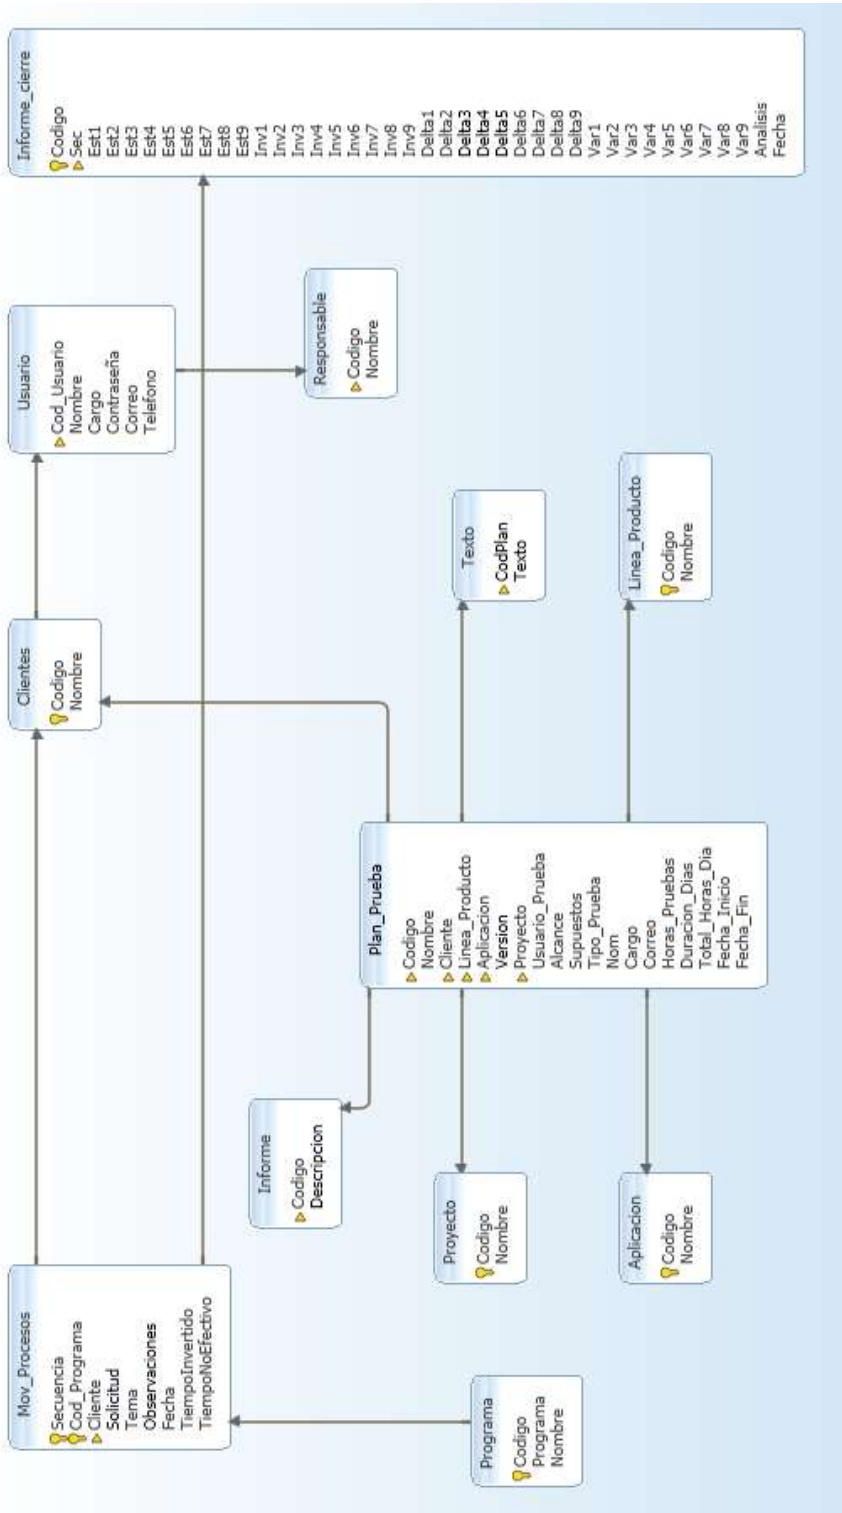 Mov_Procesos
Secuencia
Cod_Programa
Cliente
Solicitud
Tema
Observaciones
Fecha
TiempoInvertido
TiempoNoEfectivo
Clientes
Codigo
Nombre
Usuario
Cod_Usuario
Nombre
Cargo
Contraseña
Correo
Telefono
Informe_cierre
Codigo
Sec
Est1
Est2
Est3
Est4
Est5
Est6
Est7
Est8
Est9
Inv1
Inv2
Inv3
Inv4
Inv5
Inv6
Inv7
Inv8
Inv9
Delta1
Delta2
Delta3
Delta4
Delta5
Delta6
Delta7
Delta8
Delta9
Var1
Var2
Var3
Var4
Var5
Var6
Var7
Var8
Var9
Analisis
Fecha
Informe
Codigo
Descripcion
Responsable
Codigo
Nombre
Plan_Prueba
Codigo
Nombre
Cliente
Linea_Producto
Aplicacion
Version
Proyecto
Usuario_Prueba
Alcance
Supuestos
Tipo_Prueba
Nom
Cargo
Correo
Horas_Pruebas
Duracion_Dias
Total_Horas_Dia
Fecha_Inicio
Fecha_Fin
Proyecto
Codigo
Nombre
Texto
CodPlan
Texto
Programa
Codigo
Programa
Nombre
Aplicacion
Codigo
Nombre
Linea_Producto
Codigo
Nombre